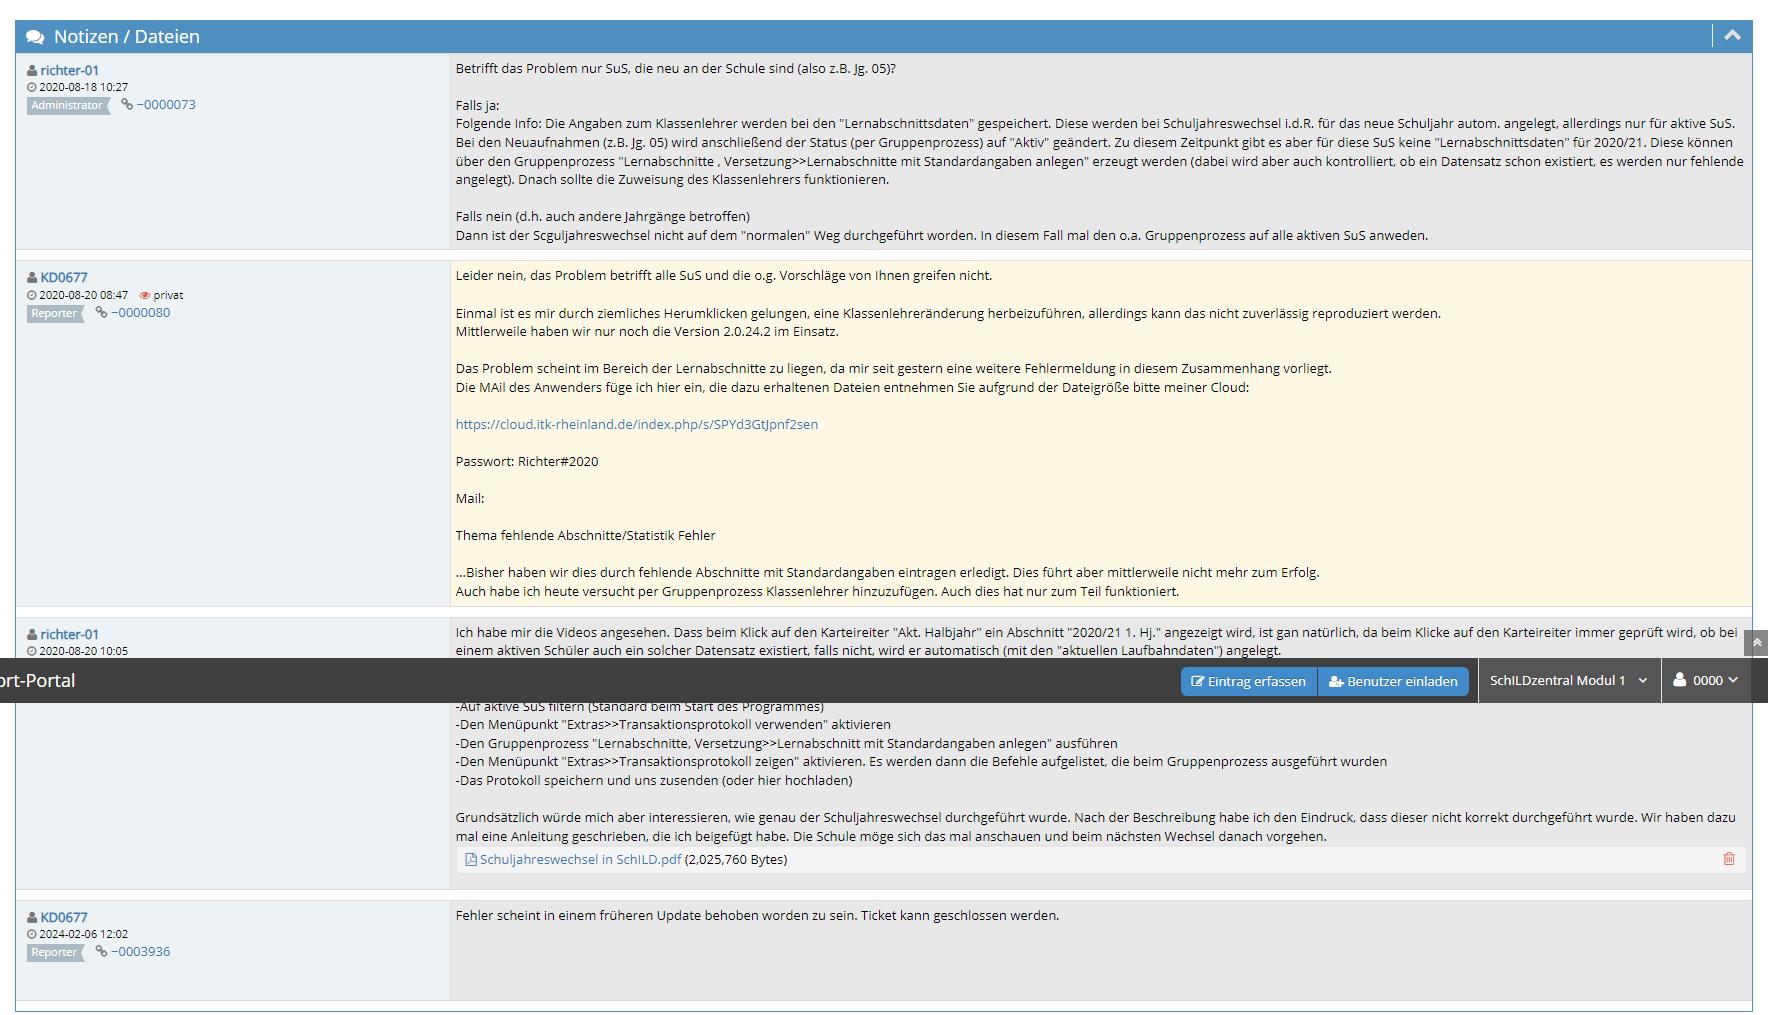 Notizen / Dateien
richter-01
2020-08-18 10:27
Administrator ~0000073
Betrifft das Problem nur SuS, die neu an der Schule sind (also z.B. Jg. 05)?
Falls ja:
Folgende Info: Die Angaben zum Klassenlehrer werden bei den "Lernabschnittsdaten" gespeichert. Diese werden bei Schuljahreswechsel i.d.R. für das neue Schuljahr autom. angelegt, allerdings nur für aktive SuS.
Bei den Neuaufnahmen (z.B. Jg. 05) wird anschließend der Status (per Gruppenprozess) auf "Aktiv" geändert. Zu diesem Zeitpunkt gibt es aber für diese SuS keine "Lernabschnittsdaten" für 2020/21. Diese können
über den Gruppenprozess "Lernabschnitte , Versetzung>>Lernabschnitte mit Standardangaben anlegen" erzeugt werden (dabei wird aber auch kontrolliert, ob ein Datensatz schon existiert, es werden nur fehlende
angelegt). Dnach sollte die Zuweisung des Klassenlehrers funktionieren.
Falls nein (d.h. auch andere Jahrgänge betroffen)
Dann ist der Scguljahreswechsel nicht auf dem "normalen" Weg durchgeführt worden. In diesem Fall mal den o.a. Gruppenprozess auf alle aktiven SuS anweden.
KD0677
2020-08-20 08:47 privat
Reporter ~0000080
Leider nein, das Problem betrifft alle SuS und die o.g. Vorschläge von Ihnen greifen nicht.
Einmal ist es mir durch ziemliches Herumklicken gelungen, eine Klassenlehreränderung herbeizuführen, allerdings kann das nicht zuverlässig reproduziert werden.
Mittlerweile haben wir nur noch die Version 2.0.24.2 im Einsatz.
Das Problem scheint im Bereich der Lernabschnitte zu liegen, da mir seit gestern eine weitere Fehlermeldung in diesem Zusammenhang vorliegt.
Die MAil des Anwenders füge ich hier ein, die dazu erhaltenen Dateien entnehmen Sie aufgrund der Dateigröße bitte meiner Cloud:
https://cloud.itk-rheinland.de/index.php/s/SPYd3GtJpnf2sen
Passwort: Richter#2020
Mail:
Thema fehlende Abschnitte/Statistik Fehler
...Bisher haben wir dies durch fehlende Abschnitte mit Standardangaben eintragen erledigt. Dies führt aber mittlerweile nicht mehr zum Erfolg.
Auch habe ich heute versucht per Gruppenprozess Klassenlehrer hinzuzufügen. Auch dies hat nur zum Teil funktioniert.
richter-01
2020-08-20 10:05
Ich habe mir die Videos angesehen. Dass beim Klick auf den Karteireiter "Akt. Halbjahr" ein Abschnitt "2020/21 1. Hj." angezeigt wird, ist gan natürlich, da beim Klicke auf den Karteireiter immer geprüft wird, ob bei
einem aktiven Schüler auch ein solcher Datensatz existiert, falls nicht, wird er automatisch (mit den "aktuellen Laufbahndaten") angelegt.
ort-Portal
Eintrag erfassen
Benutzer einladen
SchILDzentral Modul 1
0000
-Auf aktive SuS filtern (Standard beim Start des Programmes)
-Den Menüpunkt "Extras>>Transaktionsprotokoll verwenden" aktivieren
-Den Gruppenprozess "Lernabschnitte, Versetzung>>Lernabschnitt mit Standardangaben anlegen" ausführen
-Den Menüpunkt "Extras>>Transaktionsprotokoll zeigen" aktivieren. Es werden dann die Befehle aufgelistet, die beim Gruppenprozess ausgeführt wurden
-Das Protokoll speichern und uns zusenden (oder hier hochladen)
Grundsätzlich würde mich aber interessieren, wie genau der Schuljahreswechsel durchgeführt wurde. Nach der Beschreibung habe ich den Eindruck, dass dieser nicht korrekt durchgeführt wurde. Wir haben dazu
mal eine Anleitung geschrieben, die ich beigefügt habe. Die Schule möge sich das mal anschauen und beim nächsten Wechsel danach vorgehen.
Schuljahreswechsel in SchILD.pdf (2,025,760 Bytes)
KD0677
2024-02-06 12:02
Reporter ~0003936
Fehler scheint in einem früheren Update behoben worden zu sein. Ticket kann geschlossen werden.